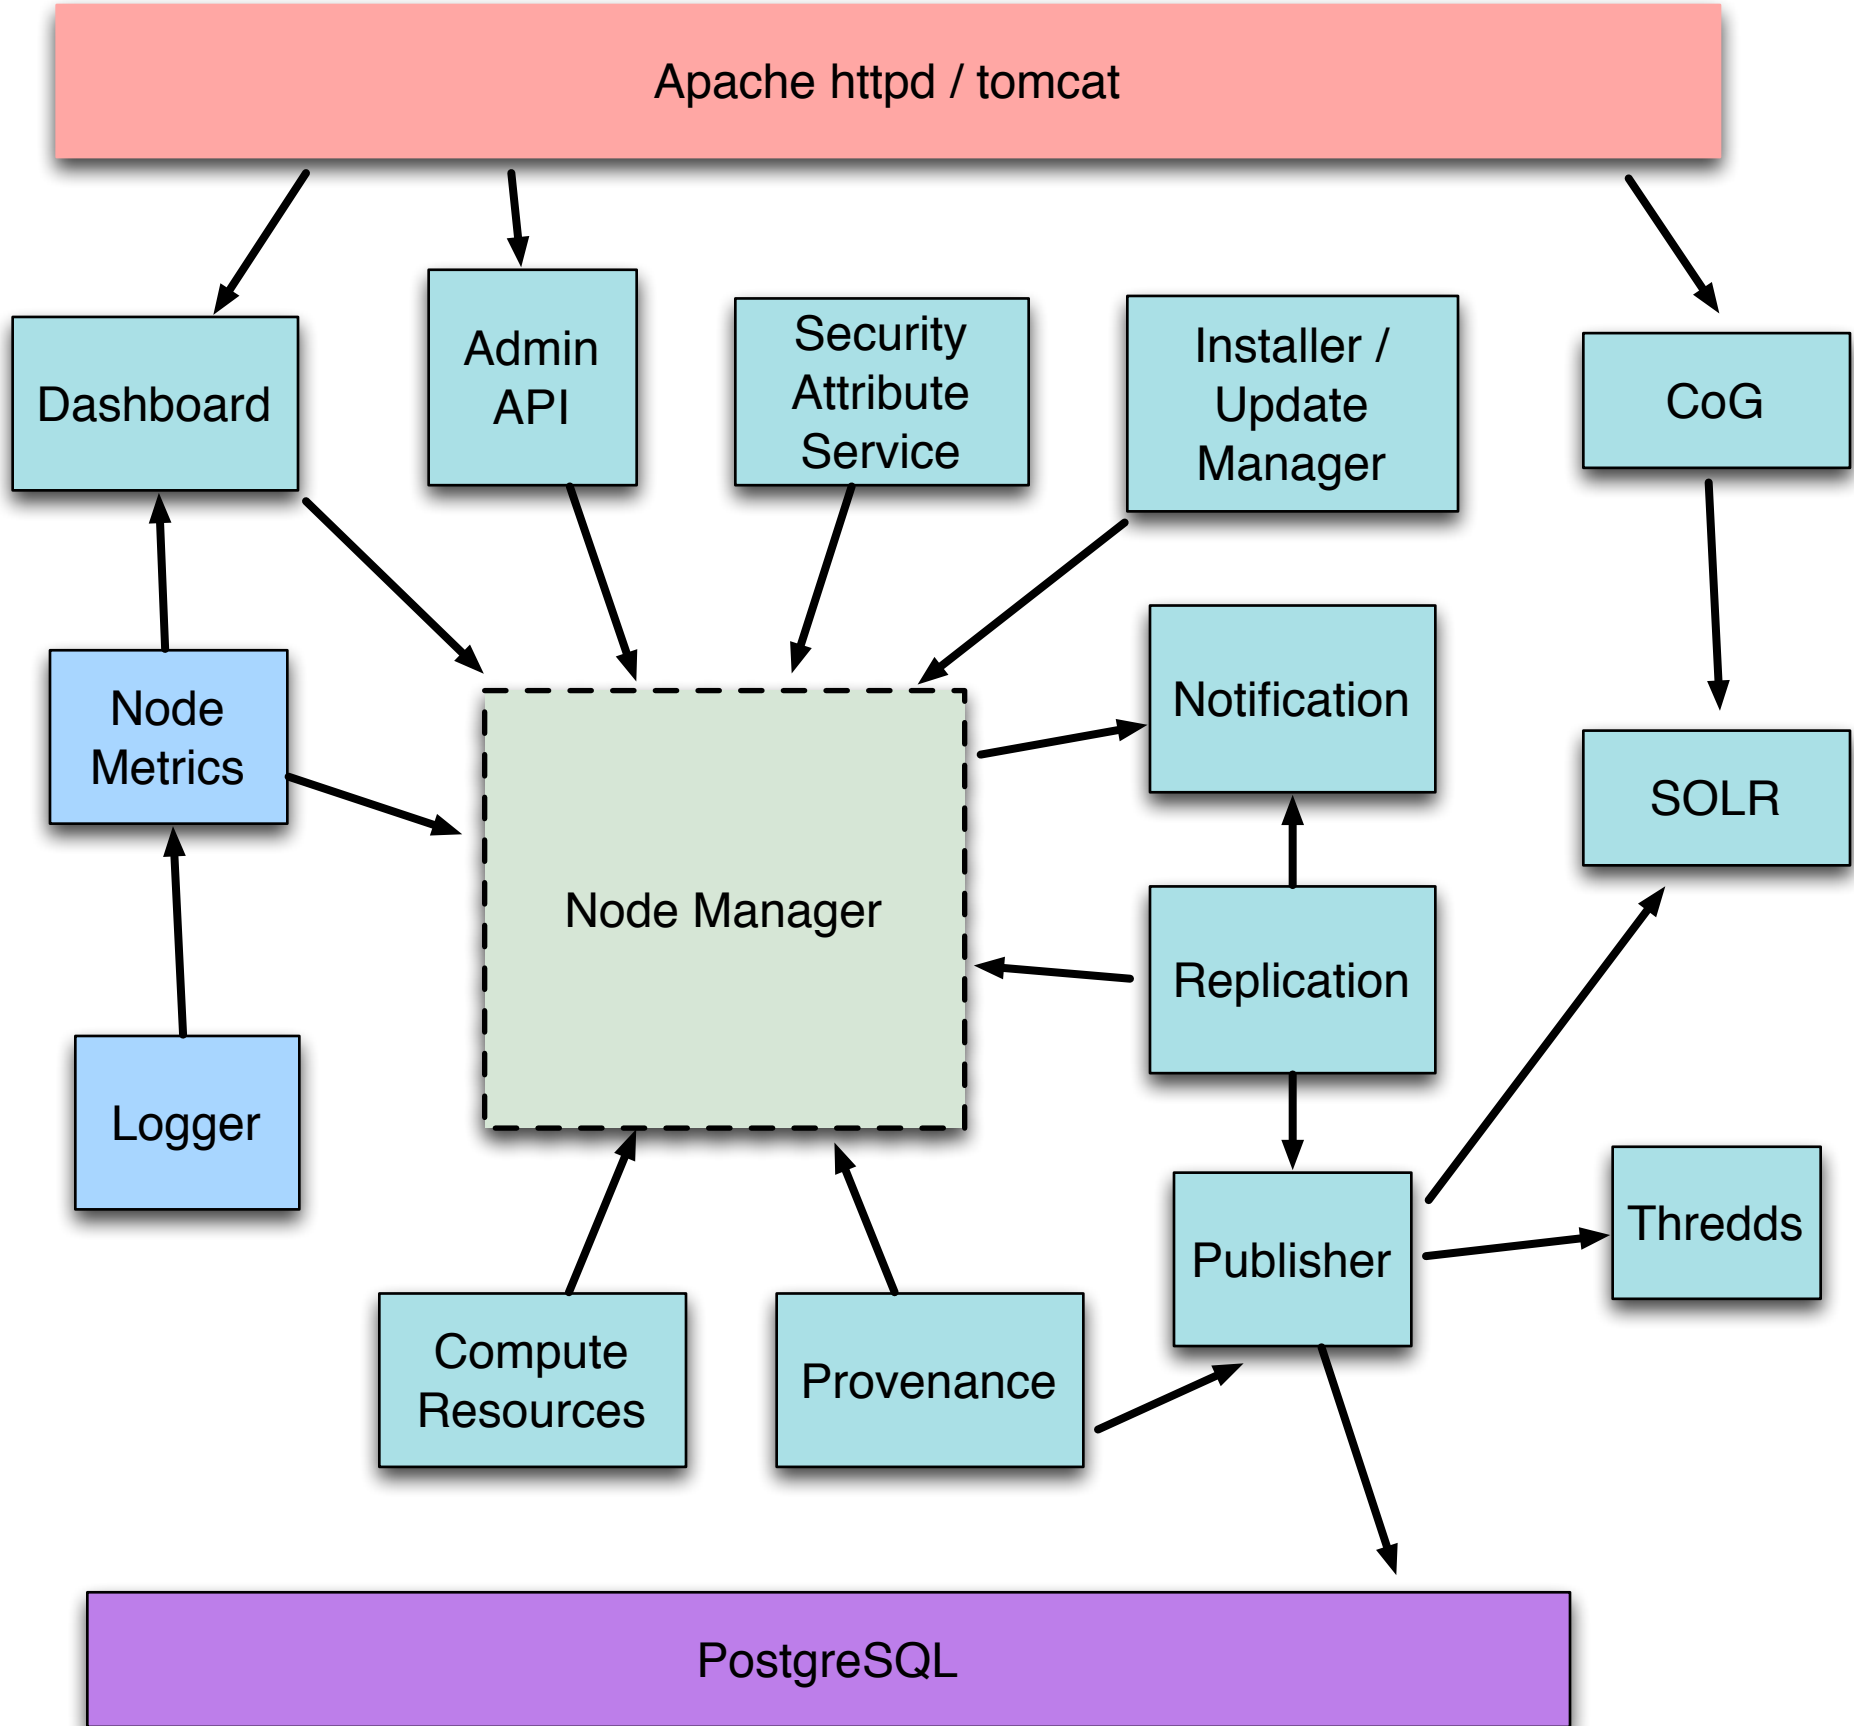 Apache httpd / tomcat
Dashboard
Admin
API
Security
Attribute
Service
Installer /
Update
Manager
CoG
Node
Metrics
Notification
SOLR
Node Manager
Replication
Logger
Publisher
Thredds
Compute
Resources
Provenance
PostgreSQL